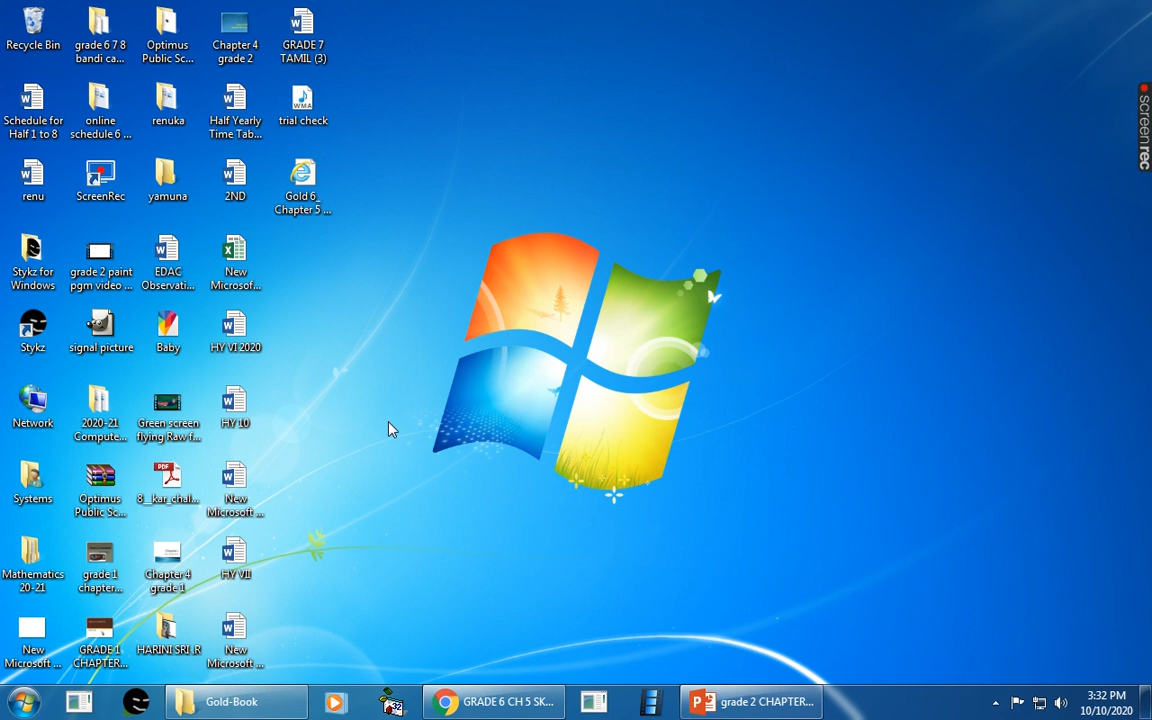 Recycle Bin
grade 6 7 8
bandi ca...
Optimus
Public Sc...
Chapter 4
grade 2
GRADE 7
TAMIL (3)
Schedule for
Half 1 to 8
online
schedule 6 ...
renuka
Half Yearly
Time Tab...
WMA
trial check
renu
ScreenRec
yamuna
2ND
Gold 6_
Chapter 5 ...
Stykz for
Windows
grade 2 paint
pgm video ...
EDAC
Observati...
New
Microsof...
Stykz
signal picture
Baby
HY VI 2020
Network
2020-21
Compute...
Green screen
flying Raw f...
HY 10
Systems
Optimus
Public Sc...
PDF
8__kar_chal...
New
Microsoft ...
Mathematics
20-21
grade 1
chapter...
Chapter 4
grade 1
HY VII
New
Microsoft ...
GRADE 1
CHAPTER...
HARINI SRI .R
New
Microsoft ...
screenrec
Gold-Book
GRADE 6 CH 5 SK...
grade 2 CHAPTER...
3:32 PM
10/10/2020